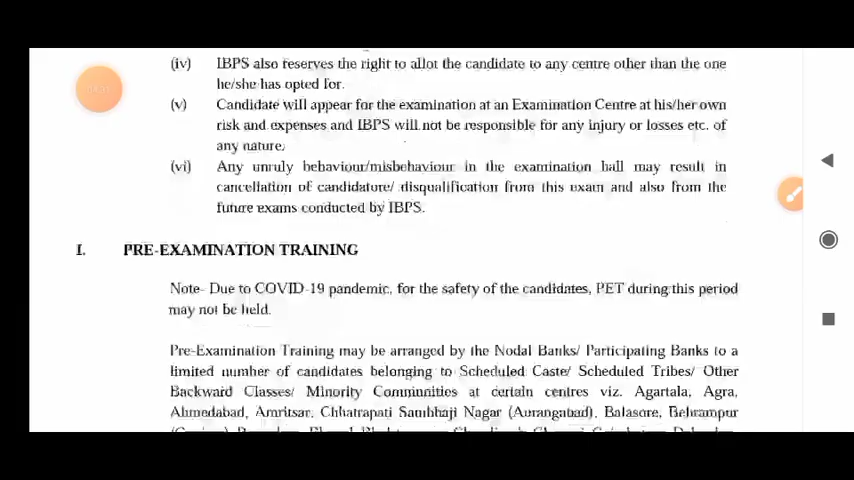 (iv) IBPS also reserves the right to allot the candidate to any centre other than the one
he/she has opted for.
(v) Candidate will appear for the examination at an Examination Centre at his/her own
risk and expenses and IBPS will not be responsible for any injury or losses etc. of
any nature.
(vi) Any unruly behaviour/misbehaviour in the examination hall may result in
cancellation of candidature/ disqualification from this exam and also from the
future exams conducted by IBPS.
I. PRE-EXAMINATION TRAINING
Note- Due to COVID-19 pandemic, for the safety of the candidates, PET during this period
may not be held.
Pre-Examination Training may be arranged by the Nodal Banks/ Participating Banks to a
limited number of candidates belonging to Scheduled Caste/ Scheduled Tribes/ Other
Backward Classes/ Minority Communities at certain centres viz. Agartala, Agra,
Ahmedabad, Amritsar, Chhatrapati Sambhaji Nagar (Aurangabad), Balasore, Behrampur